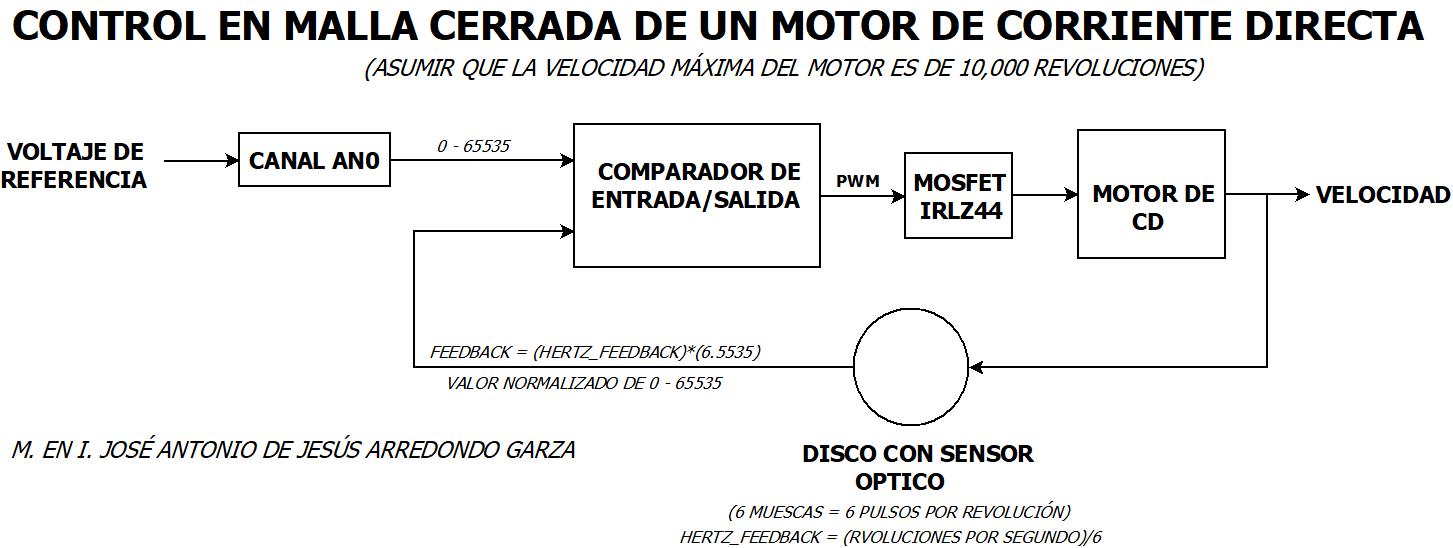 CONTROL EN MALLA CERRADA DE UN MOTOR DE CORRIENTE DIRECTA
(ASUMIR QUE LA VELOCIDAD MÁXIMA DEL MOTOR ES DE 10,000 REVOLUCIONES)
VOLTAJE DE
REFERENCIA
CANAL AN0
0 - 65535
COMPARADOR DE
ENTRADA/SALIDA
PWM
MOSFET
IRLZ44
MOTOR DE
CD
VELOCIDAD
FEEDBACK = (HERTZ_FEEDBACK)*(6.5535)
VALOR NORMALIZADO DE 0 - 65535
M. EN I. JOSÉ ANTONIO DE JESÚS ARREDONDO GARZA
DISCO CON SENSOR
OPTICO
(6 MUESCAS = 6 PULSOS POR REVOLUCIÓN)
HERTZ_FEEDBACK = (RVOLUCIONES POR SEGUNDO)/6